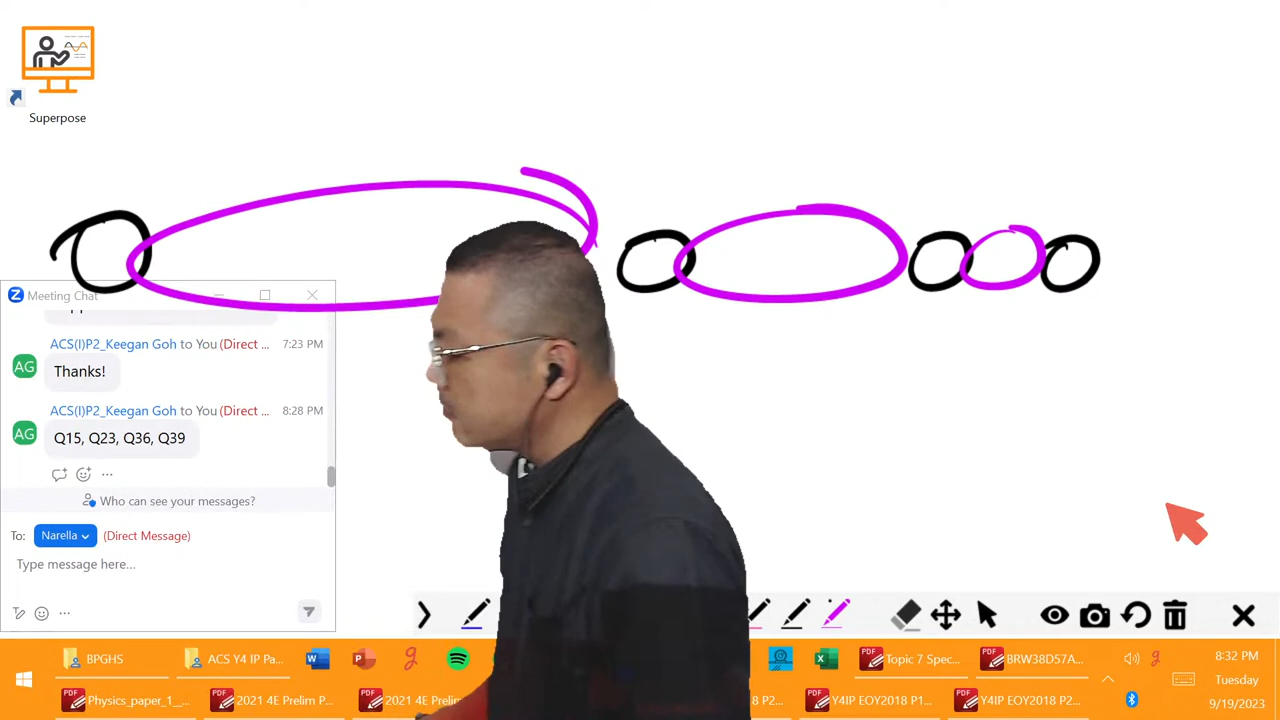 Superpose
Meeting Chat
ACS(I)P2_Keegan Goh to You (Direct ... 7:23 PM
AG
Thanks!
ACS(I)P2_Keegan Goh to You (Direct ... 8:28 PM
AG
Q15, Q23, Q36, Q39
Who can see your messages?
To: Narella (Direct Message)
Type message here...
BPGHS
ACS Y4 IP Pa...
Topic 7 Spec...
BRW38D57A...
8:32 PM
Tuesday
9/19/2023
Physics_paper_1_...
2021 4E Prelim P...
2021 4E Prelim
Y4IP EOY2018 P1...
Y4IP EOY2018 P2...